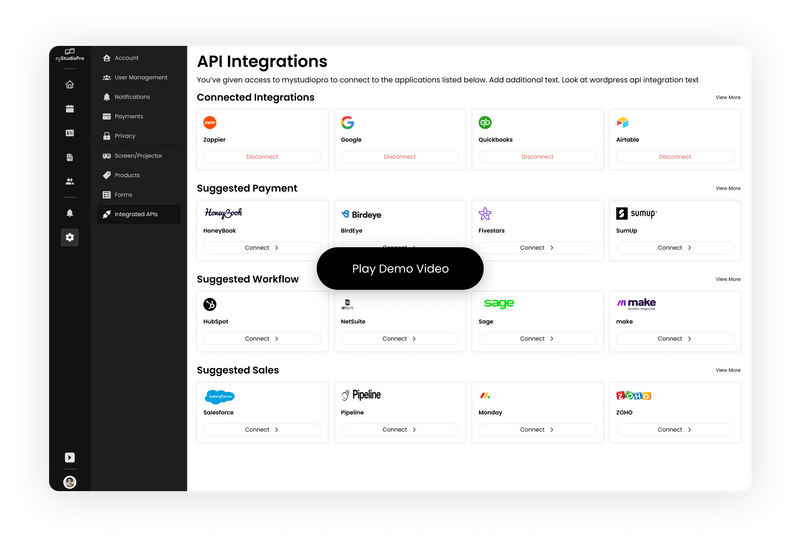 myStudioPro
Account
User Management
Notifications
Payments
Privacy
Screen/Projector
Products
Forms
Integrated APIs
API Integrations
You've given access to mystudiopro to connect to the applications listed below. Add additional text. Look at wordpress api integration text
Connected Integrations
View More
Zappier
Google
Quickbooks
Airtable
Disconnect
Disconnect
Disconnect
Disconnect
Suggested Payment
View More
HoneyBook
Birdeye
sumup
HoneyBook
BirdEye
Fivestars
SumUp
Connect
Connect
Connect
Connect
Play Demo Video
Suggested Workflow
View More
sage
make
HubSpot
NetSuite
Sage
make
Connect
Connect
Connect
Connect
Suggested Sales
View More
salesforce
Pipeline
ZOHO
Salesforce
Pipeline
Monday
ZOHO
Connect
Connect
Connect
Connect